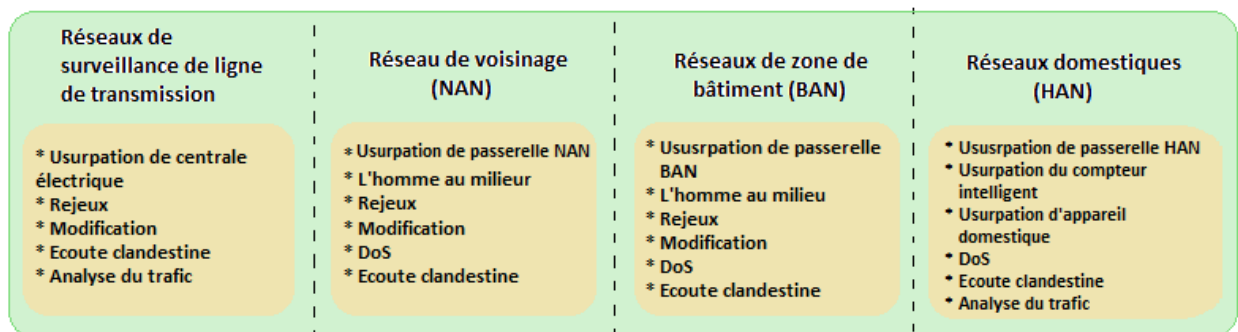 Réseaux de
surveillance de ligne
de transmission
* Usurpation de centrale
électrique
* Rejeux
* Modification
* Ecoute clandestine
* Analyse du trafic
Réseau de voisinage
(NAN)
* Usurpation de passerelle NAN
* L'homme au milieur
* Rejeux
* Modification
* DoS
* Ecoute clandestine
Réseaux de zone de
bâtiment (BAN)
* Ususrpation de passerelle
BAN
* L'homme au milieu
* Rejeux
* Modification
* DoS
* Ecoute clandestine
Réseaux domestiques
(HAN)
* Ususrpation de passerelle HAN
* Usurpation du compteur
intelligent
* Usurpation d'appareil
domestique
* DoS
* Ecoute clandestine
* Analyse du trafic